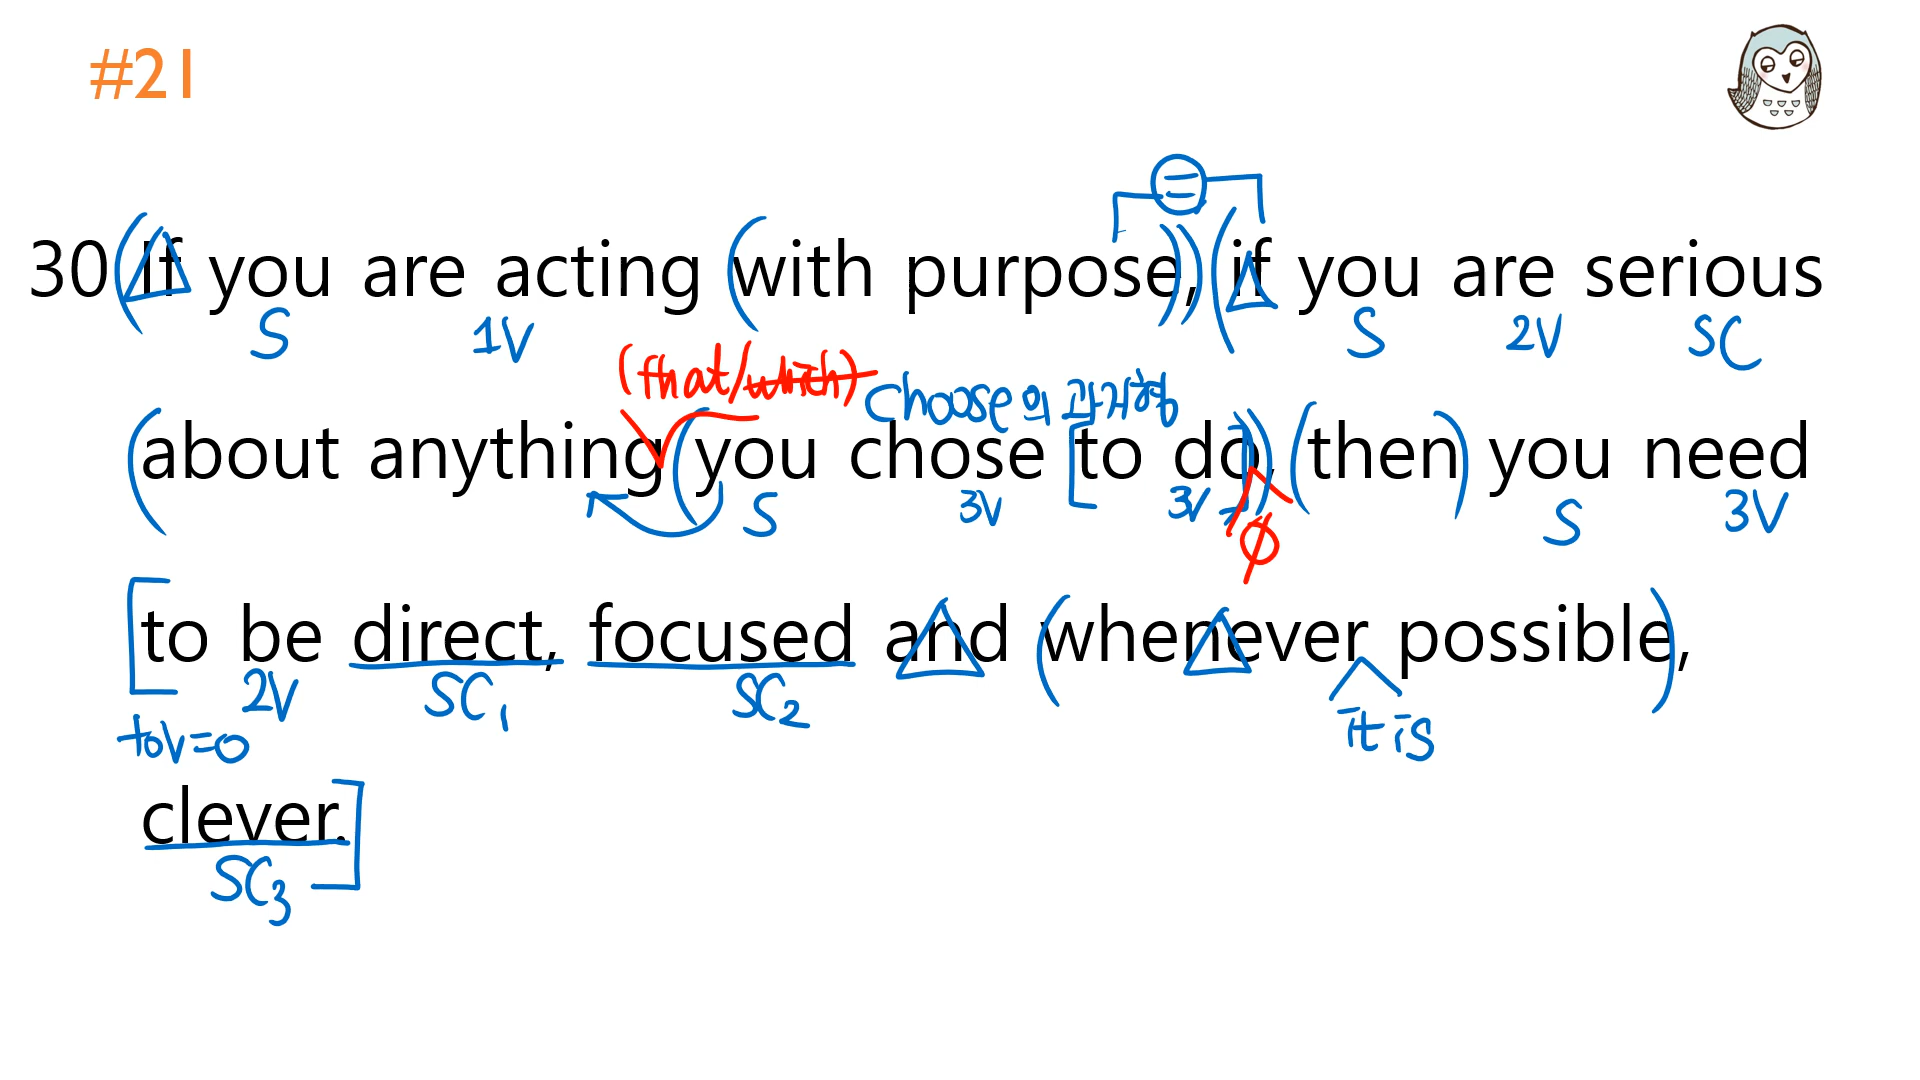 #21
30 If you are acting with purpose, if you are serious
S 1V S 2V SC
(that/which) choose의 과거형
about anything you chose to do, then you need
S 3V 3V S 3V
ø
to be direct, focused and whenever possible,
2V SC1 SC2
toV=O it is
clever.
SC3